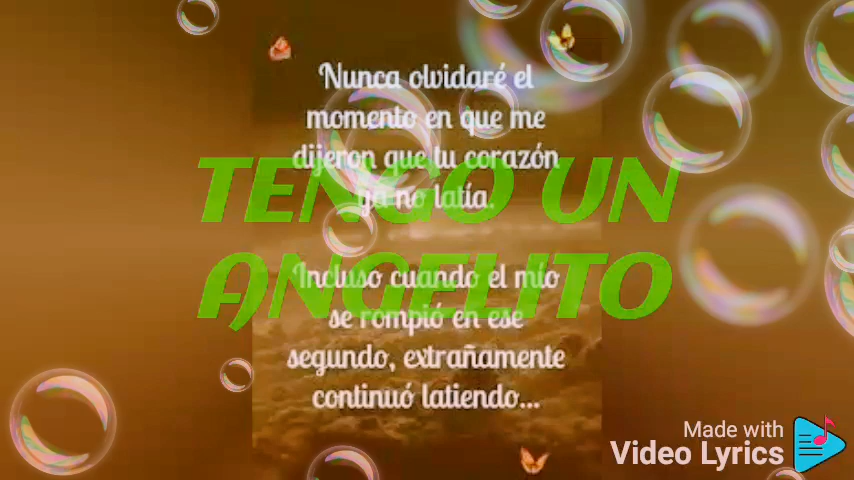 Nunca olvidaré el
momento en que me
dijeron que tu corazón
ya no latía.
TENGO UN
ANGELITO
Incluso cuando el mío
se rompió en ese
segundo, extrañamente
continuó latiendo...
Made with
Video Lyrics